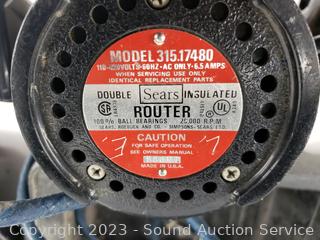 MODEL 315.17480
110-120VOLTS-60HZ-AC ONLY-6.5 AMPS
WHEN SERVICING USE ONLY
IDENTICAL REPLACEMENT PARTS
DOUBLE Sears INSULATED
ROUTER
100% BALL BEARINGS 25,000 R.P.M.
SEARS, ROEBUCK AND CO. - SIMPSONS-SEARS LTD.
CAUTION
FOR SAFE OPERATION
SEE OWNERS MANUAL
MADE IN U.S.A.
Copyright © 2023 - Sound Auction Service